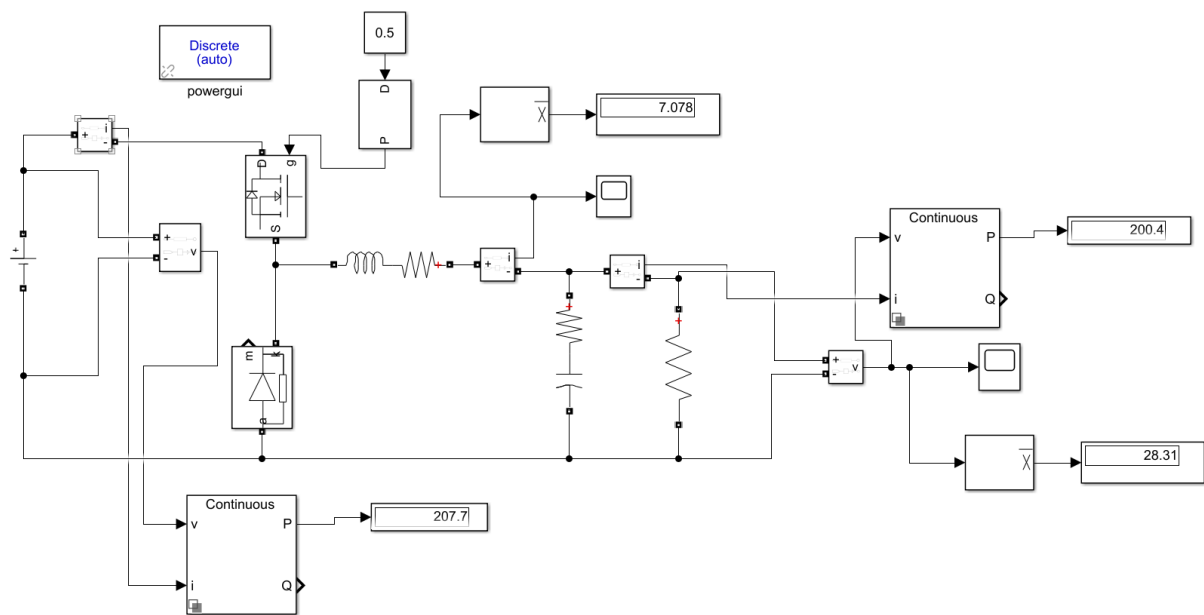 Discrete
(auto)
powergui
0.5
D
P
7.078
i
+
-
D
g
S
+
-
v
+
+
-
i
+
-
i
+
-
Continuous
v
P
i
Q
200.4
m
k
a
+
-
v
x
28.31
Continuous
v
P
i
Q
207.7